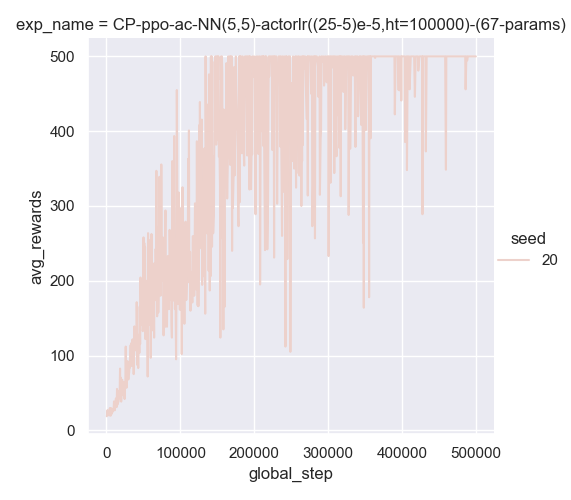 exp_name = CP-ppo-ac-NN(5,5)-actorlr((25-5)e-5,ht=100000)-(67-params)
500
400
300
200
100
0
avg_rewards
0 100000 200000 300000 400000 500000
global_step
seed
20